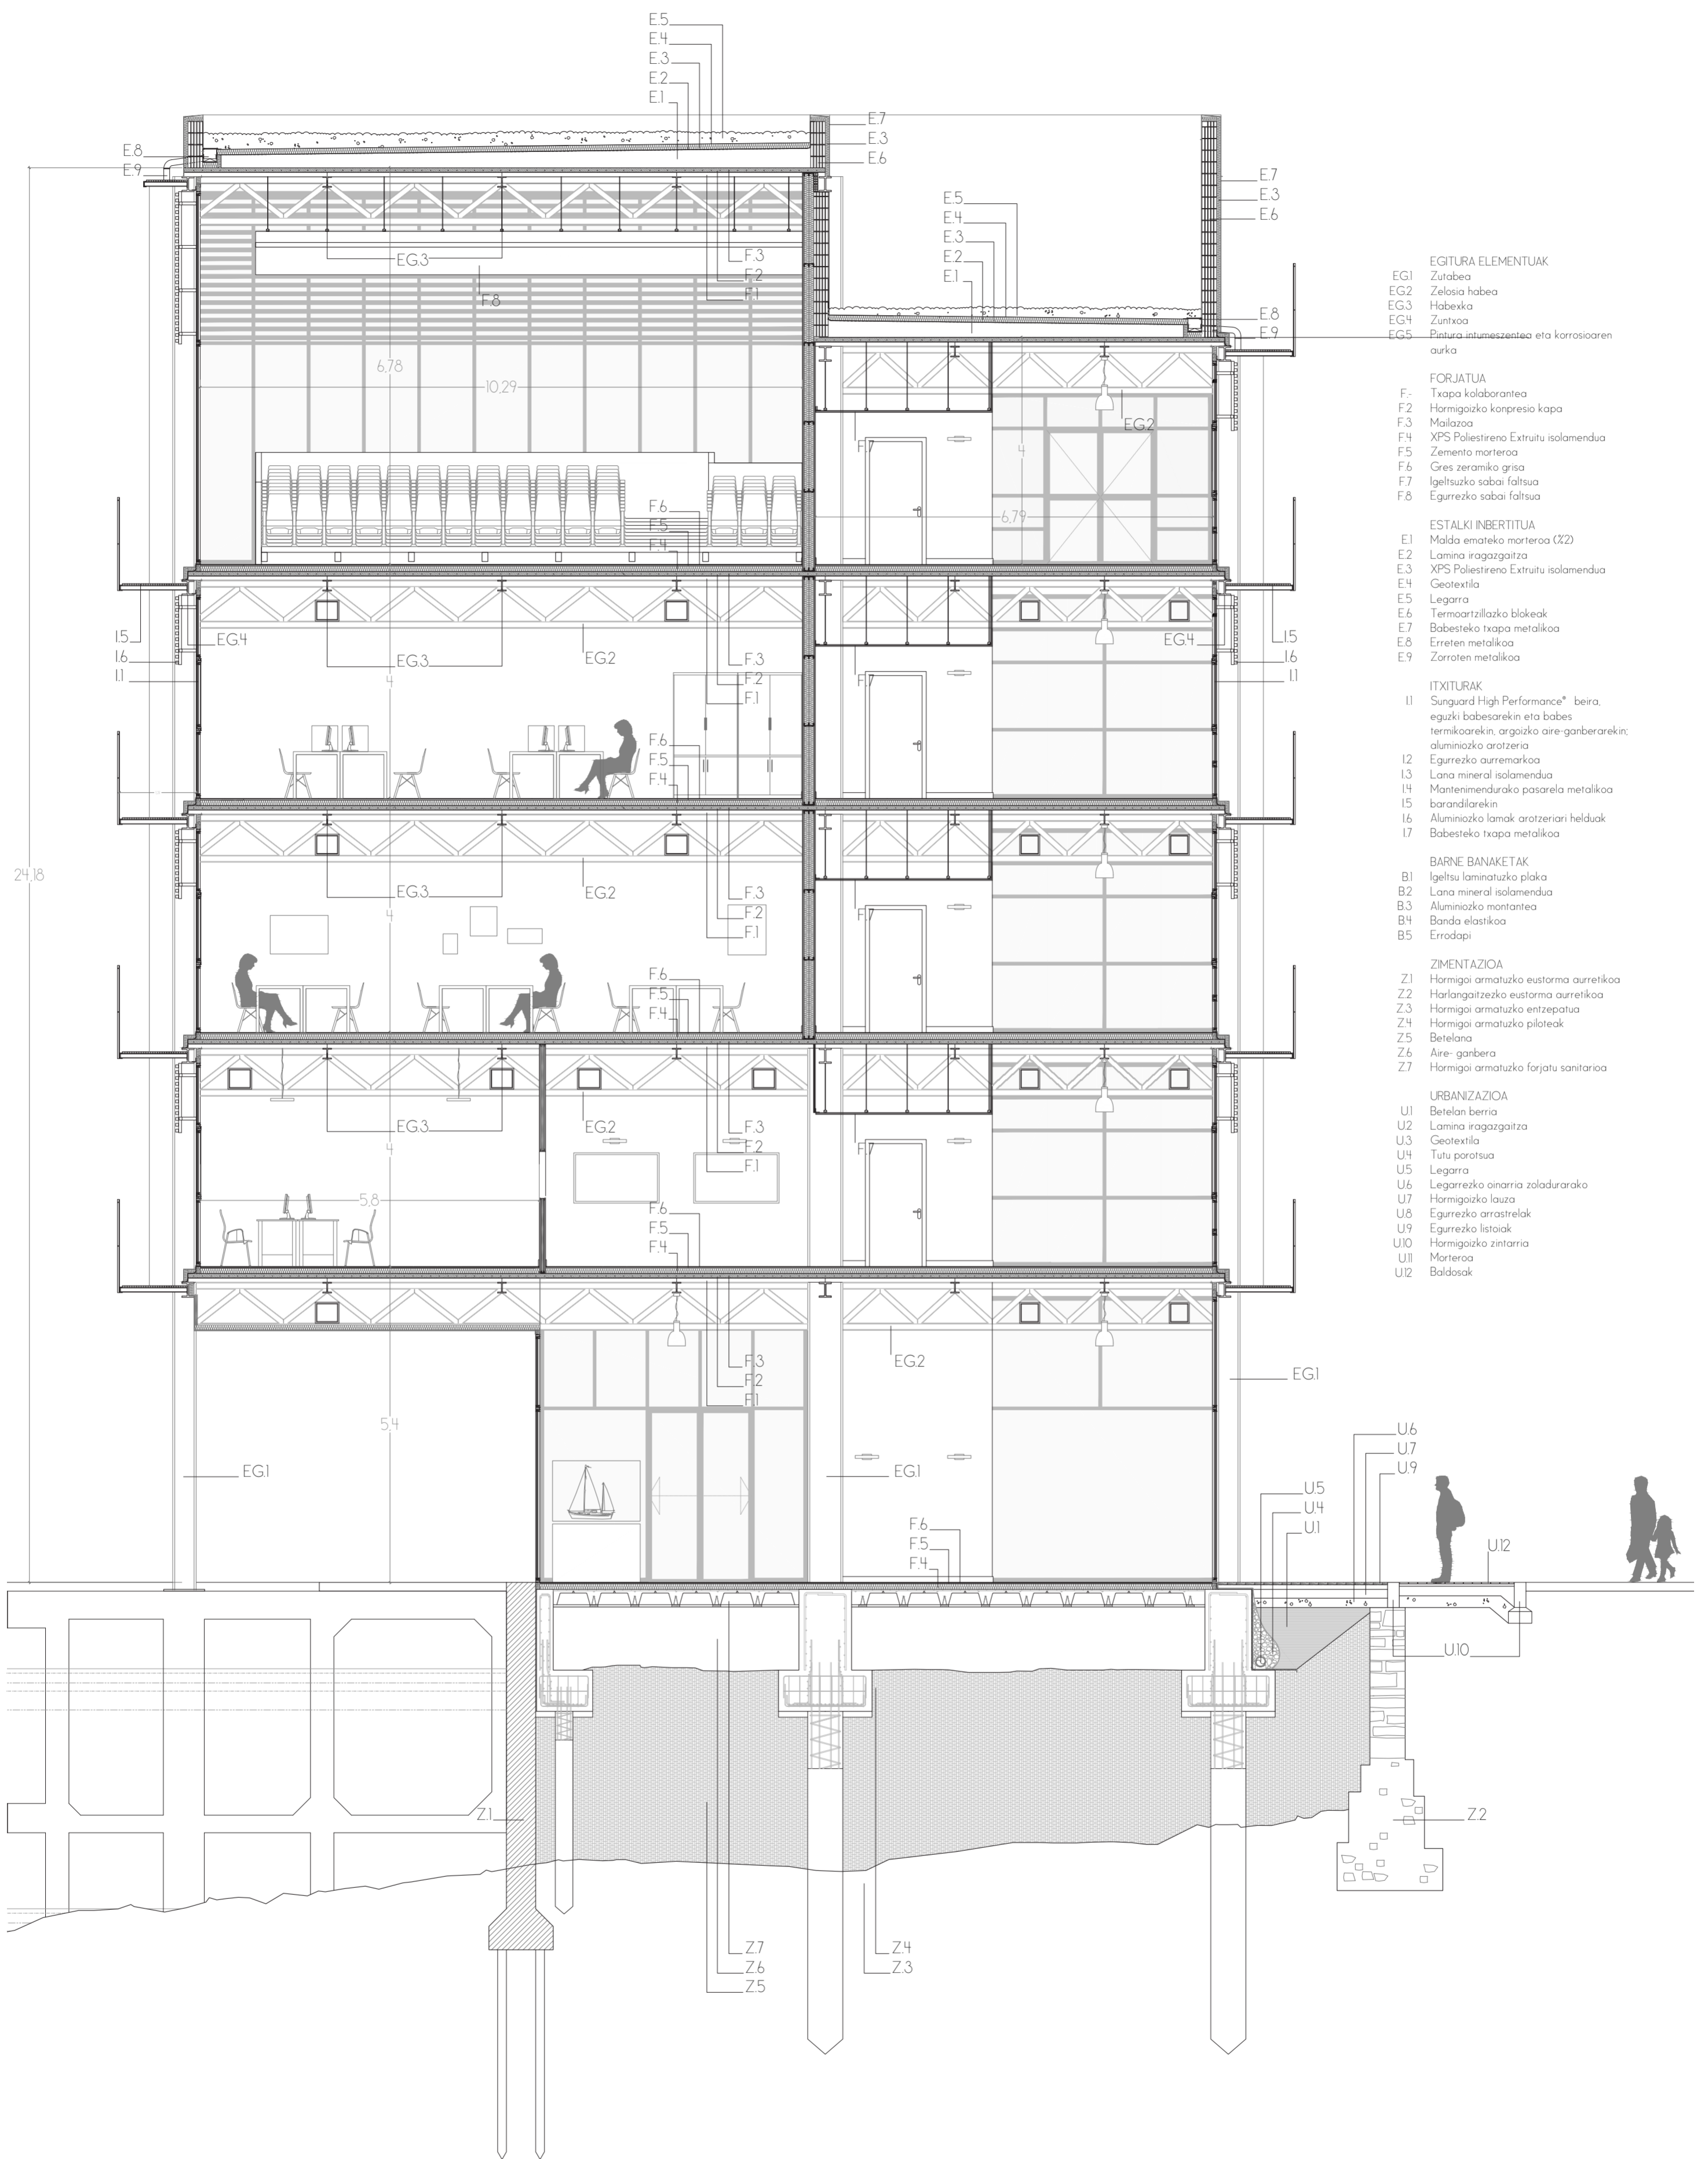 E.5
E.4
E.3
E.2
E.1
E.7
E.3
E.6
E.8
E.9
E.7
E.3
E.6
E.5
E.4
E.3
E.2
E.1
F.3
F.2
F.1
EG.3
F.8
E.8
E.9
6,78
10,29
EG.2
F.7
4
6,79
F.6
F.5
F.4
I.5
I.6
I.1
EG.4
EG.3
EG.2
F.3
F.2
F.1
F.7
EG.4
I.5
I.6
I.1
4
F.6
F.5
F.4
24,18
EG.3
EG.2
F.3
F.2
F.1
F.7
4
F.6
F.5
F.4
EG.3
EG.2
F.3
F.2
F.1
F.7
4
5,8
F.6
F.5
F.4
F.3
F.2
F.1
EG.2
EG.1
5,4
EG.1
EG.1
F.6
F.5
F.4
U.6
U.7
U.9
U.5
U.4
U.1
U.12
U.10
Z.1
Z.2
Z.7
Z.6
Z.5
Z.4
Z.3
EGITURA ELEMENTUAK
EG.1 Zutabea
EG.2 Zelosia habea
EG.3 Habexka
EG.4 Zuntxoa
EG.5 Pintura intumeszentea eta korrosioaren
aurka
FORJATUA
F.- Txapa kolaborantea
F.2 Hormigoizko konpresio kapa
F.3 Mailazoa
F.4 XPS Poliestireno Extruitu isolamendua
F.5 Zemento morteroa
F.6 Gres zeramiko grisa
F.7 Igeltsuzko sabai faltsua
F.8 Egurrezko sabai faltsua
ESTALKI INBERTITUA
E.1 Malda emateko morteroa (%2)
E.2 Lamina iragazgaitza
E.3 XPS Poliestireno Extruitu isolamendua
E.4 Geotextila
E.5 Legarra
E.6 Termoartzillazko blokeak
E.7 Babesteko txapa metalikoa
E.8 Erreten metalikoa
E.9 Zorroten metalikoa
ITXITURAK
I.1 Sunguard High Performance® beira,
eguzki babesarekin eta babes
termikoarekin, argoizko aire-ganberarekin;
aluminiozko arotzeria
I.2 Egurrezko aurremarkoa
I.3 Lana mineral isolamendua
I.4 Mantenimendurako pasarela metalikoa
I.5 barandilarekin
I.6 Aluminiozko lamak arotzeriari helduak
I.7 Babesteko txapa metalikoa
BARNE BANAKETAK
B.1 Igeltsu laminatuzko plaka
B.2 Lana mineral isolamendua
B.3 Aluminiozko montantea
B.4 Banda elastikoa
B.5 Errodapi
ZIMENTAZIOA
Z.1 Hormigoi armatuzko eustorma aurretikoa
Z.2 Harlangaitzezko eustorma aurretikoa
Z.3 Hormigoi armatuzko entzepatua
Z.4 Hormigoi armatuzko piloteak
Z.5 Betelana
Z.6 Aire- ganbera
Z.7 Hormigoi armatuzko forjatu sanitarioa
URBANIZAZIOA
U.1 Betelan berria
U.2 Lamina iragazgaitza
U.3 Geotextila
U.4 Tutu porotsua
U.5 Legarra
U.6 Legarrezko oinarria zoladurarako
U.7 Hormigoizko lauza
U.8 Egurrezko arrastrelak
U.9 Egurrezko listoiak
U.10 Hormigoizko zintarria
U.11 Morteroa
U.12 Baldosak